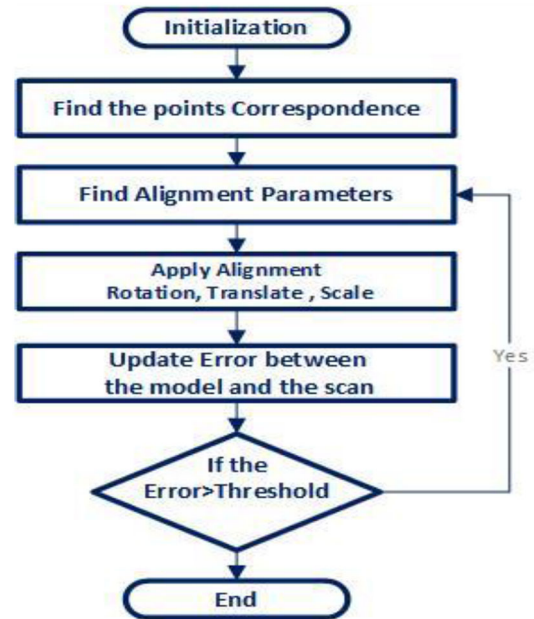 Initialization
Find the points Correspondence
Find Alignment Parameters
Apply Alignment
Rotation, Translate , Scale
Update Error between
the model and the scan
If the
Error>Threshold
Yes
End